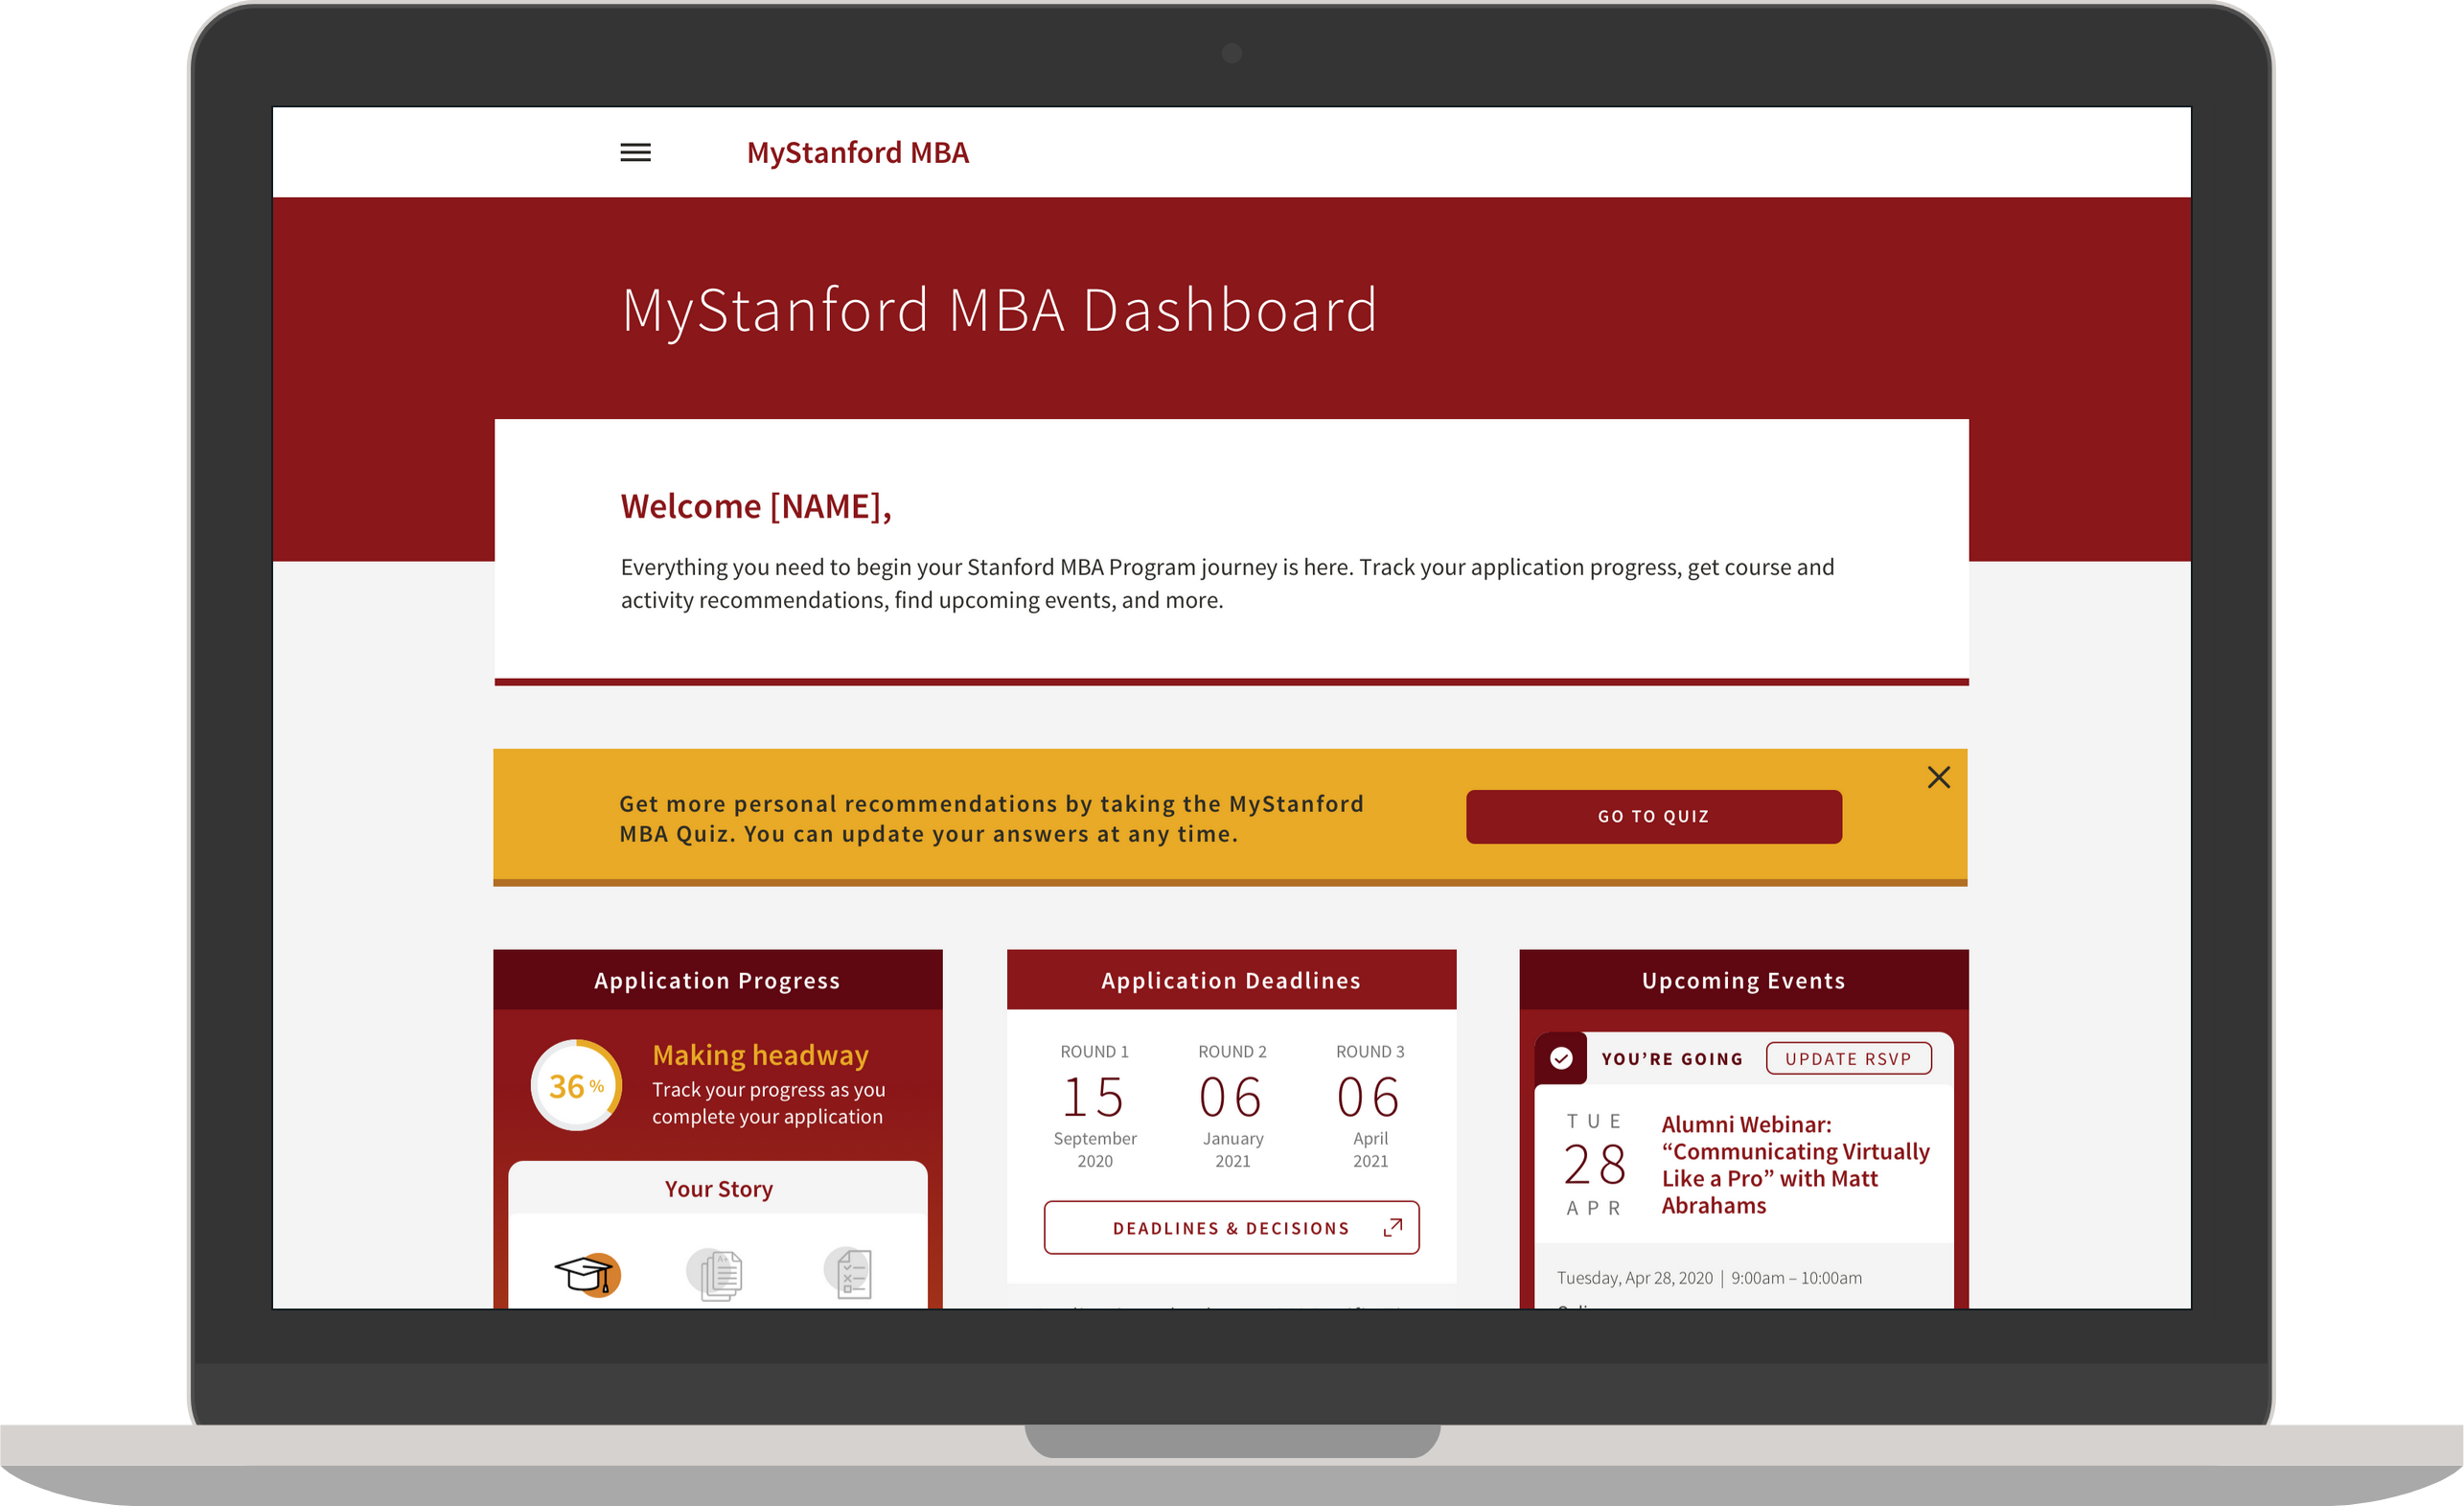 MyStanford MBA
MyStanford MBA Dashboard
Welcome [NAME],
Everything you need to begin your Stanford MBA Program journey is here. Track your application progress, get course and
activity recommendations, find upcoming events, and more.
Get more personal recommendations by taking the MyStanford
MBA Quiz. You can update your answers at any time.
GO TO QUIZ
Application Progress
36 %
Making headway
Track your progress as you
complete your application
Your Story
A+
Application Deadlines
ROUND 1
15
September
2020
ROUND 2
06
January
2021
ROUND 3
06
April
2021
DEADLINES & DECISIONS
Upcoming Events
YOU’RE GOING
UPDATE RSVP
TUE
28
APR
Alumni Webinar:
“Communicating Virtually
Like a Pro” with Matt
Abrahams
Tuesday, Apr 28, 2020 | 9:00am – 10:00am